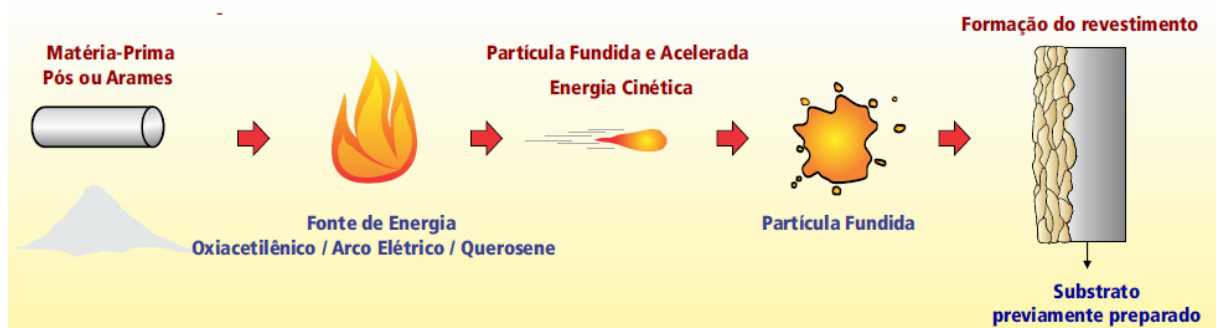 Matéria-Prima
Pós ou Arames
Fonte de Energia
Oxiacetilênico / Arco Elétrico / Querosene
Partícula Fundida e Acelerada
Energia Cinética
Partícula Fundida
Formação do revestimento
Substrato
previamente preparado